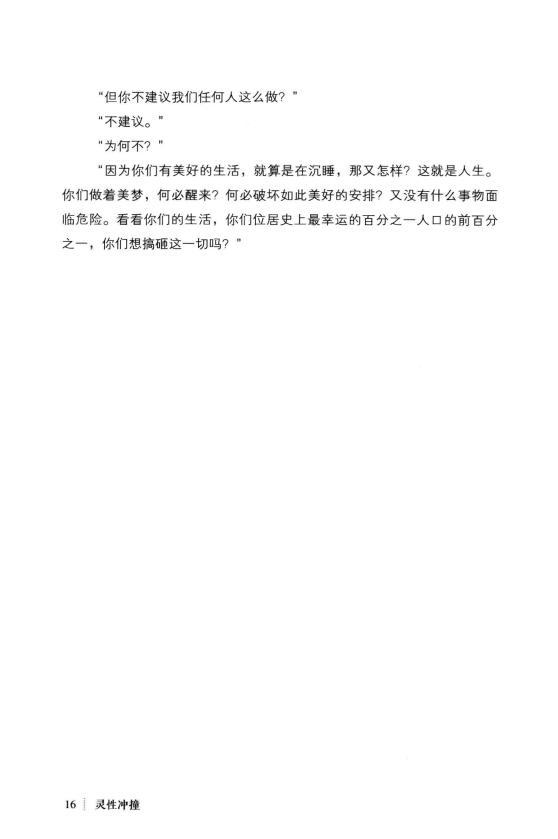 “但你不建议我们任何人这么做？”
“不建议。”
“为何不？”
“因为你们有美好的生活，就算是在沉睡，那又怎样？这就是人生。
你们做着美梦，何必醒来？何必破坏如此美好的安排？又没有什么事物面
临危险。看看你们的生活，你们位居史上最幸运的百分之一人口的前百分
之一，你们想搞砸这一切吗？”
16 | 灵性冲撞